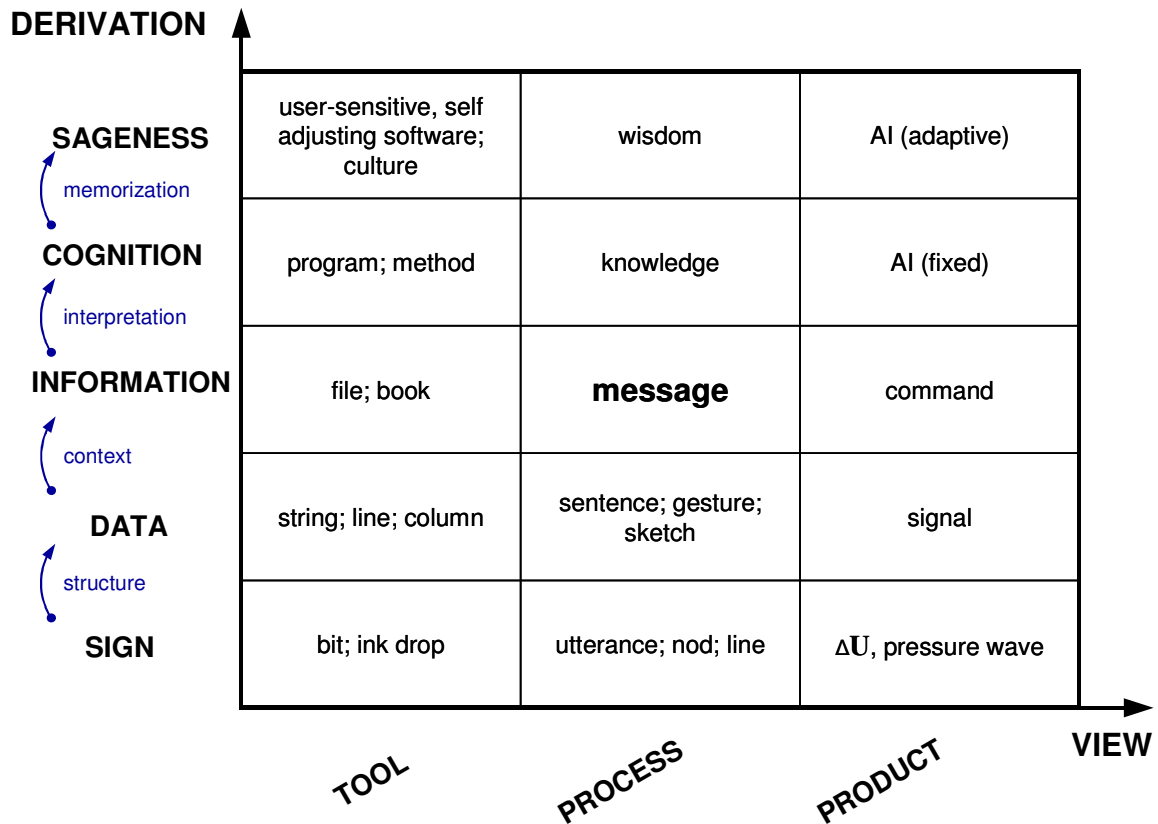 DERIVATION
user-sensitive, self
adjusting software;
culture
wisdom
AI (adaptive)
SAGENESS
memorization
COGNITION
program; method
knowledge
AI (fixed)
interpretation
INFORMATION
file; book
message
command
context
DATA
string; line; column
sentence; gesture;
sketch
signal
structure
SIGN
bit; ink drop
utterance; nod; line
ΔU, pressure wave
VIEW
TOOL
PROCESS
PRODUCT